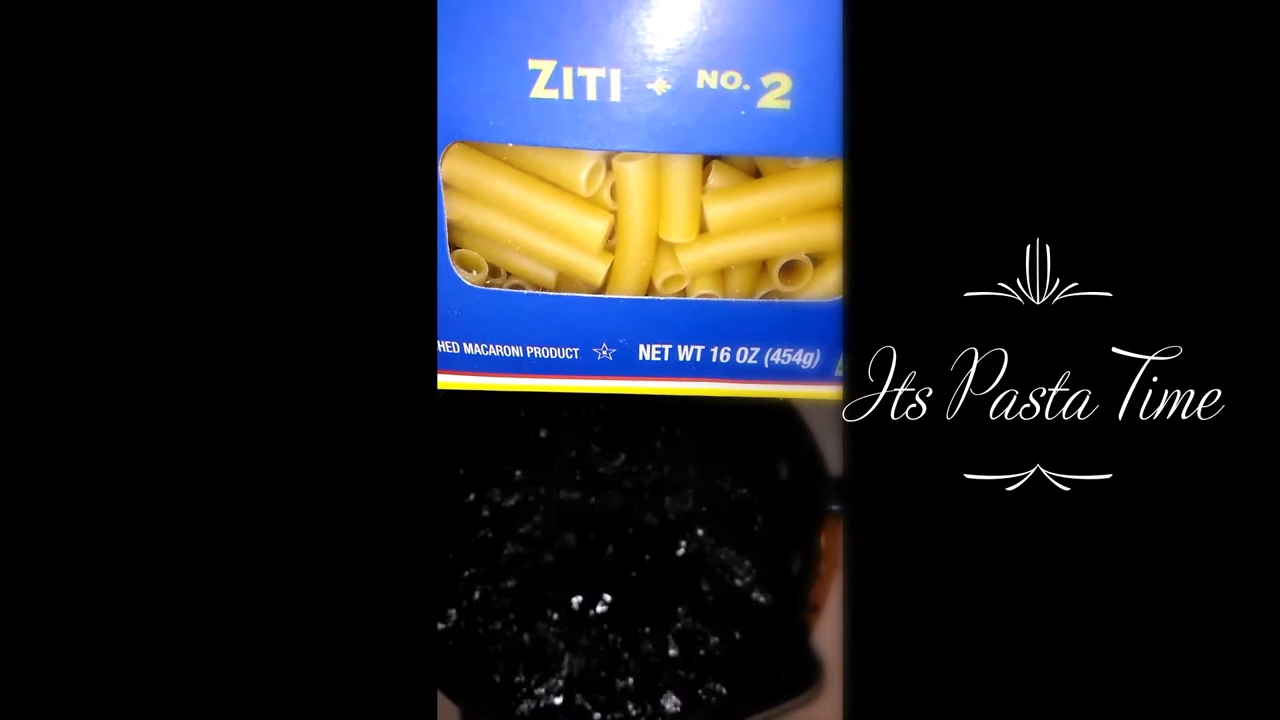 ZITI NO. 2
HED MACARONI PRODUCT ☆ NET WT 16 OZ (454g)
Its Pasta Time